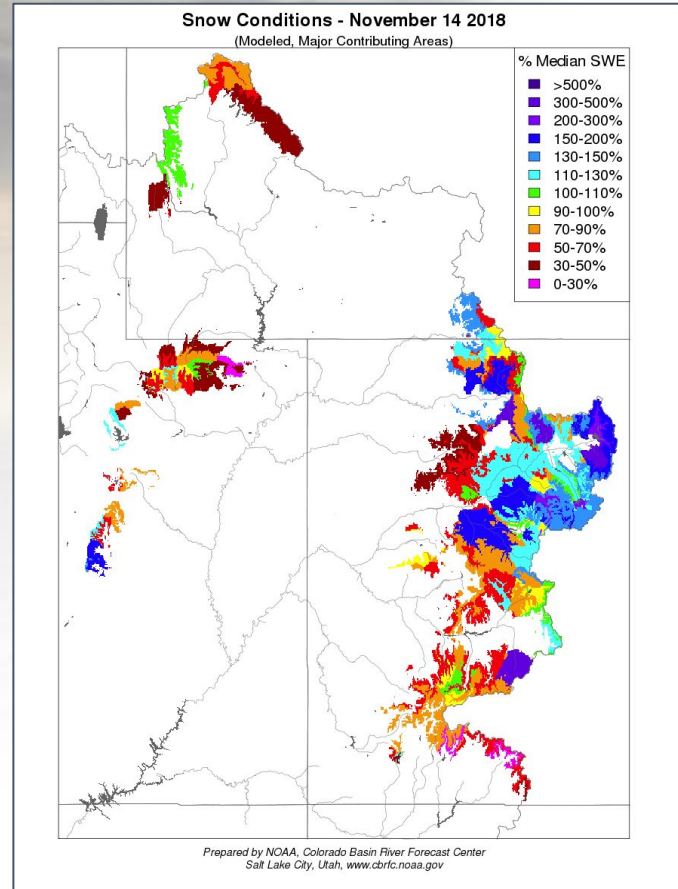 Snow Conditions - November 14 2018
(Modeled, Major Contributing Areas)
% Median SWE
>500%
300-500%
200-300%
150-200%
130-150%
110-130%
100-110%
90-100%
70-90%
50-70%
30-50%
0-30%
Prepared by NOAA, Colorado Basin River Forecast Center
Salt Lake City, Utah, www.cbrfc.noaa.gov